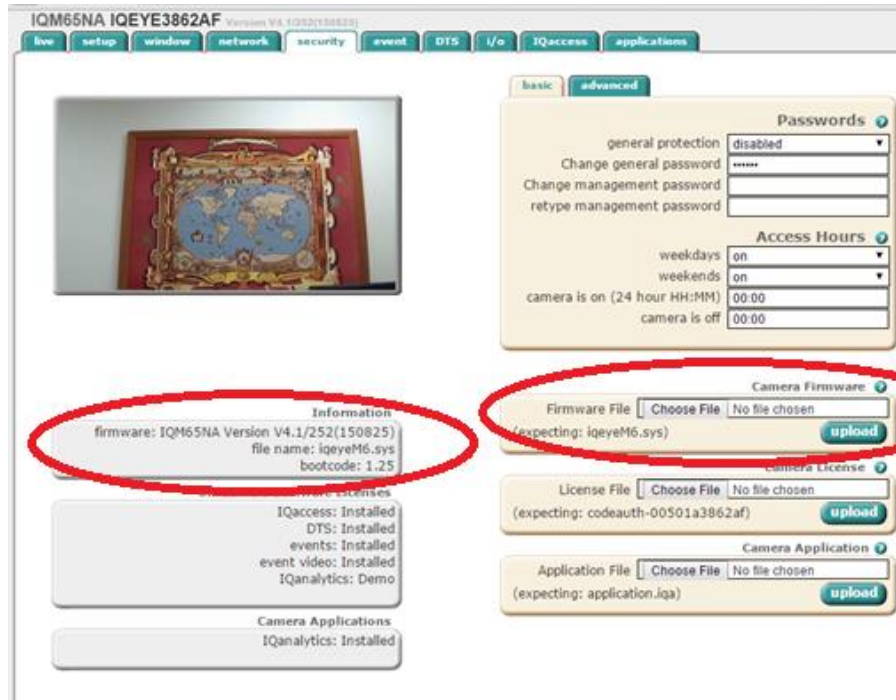 IQM65NA IQEYE3862AF Version V4.1/252(150825)
live setup window network security event DTS i/o IQaccess applications
basic advanced
Passwords
general protection disabled
Change general password ••••••
Change management password
retype management password
Access Hours
weekdays on
weekends on
camera is on (24 hour HH:MM) 00:00
camera is off 00:00
Information
firmware: IQM65NA Version V4.1/252(150825)
file name: iqeyeM6.sys
bootcode: 1.25
Licenses
IQaccess: Installed
DTS: Installed
events: Installed
event video: Installed
IQanalytics: Demo
Camera Applications
IQanalytics: Installed
Camera Firmware
Firmware File Choose File No file chosen
(expecting: iqeyeM6.sys)
upload
Camera License
License File Choose File No file chosen
(expecting: codeauth-00501a3862af)
upload
Camera Application
Application File Choose File No file chosen
(expecting: application.iqa)
upload